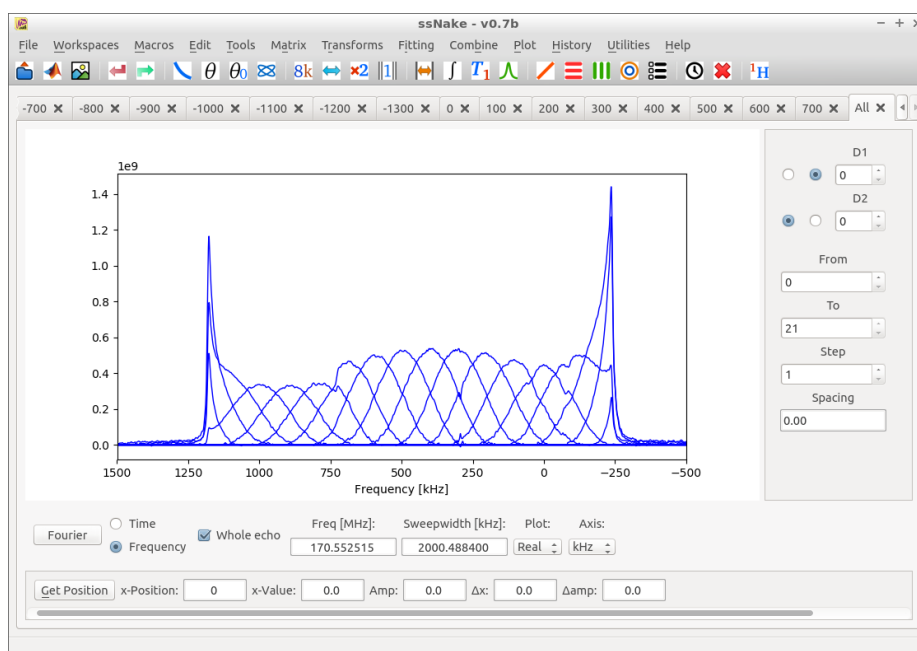 ssNake - v0.7b
File Workspaces Macros Edit Tools Matrix Transforms Fitting Combine Plot History Utilities Help
θ θ0 8k ×2 ||1|| ∫ T1 1H
-700 -800 -900 -1000 -1100 -1200 -1300 0 100 200 300 400 500 600 700 All
1e9
1.4
1.2
1.0
0.8
0.6
0.4
0.2
0.0
1500 1250 1000 750 500 250 0 −250 −500
Frequency [kHz]
D1
0
D2
0
From
0
To
21
Step
1
Spacing
0.00
Fourier
Time
Frequency
Whole echo
Freq [MHz]: Sweepwidth [kHz]: Plot: Axis:
170.552515 2000.488400 Real kHz
Get Position x-Position: 0 x-Value: 0.0 Amp: 0.0 Δx: 0.0 Δamp: 0.0